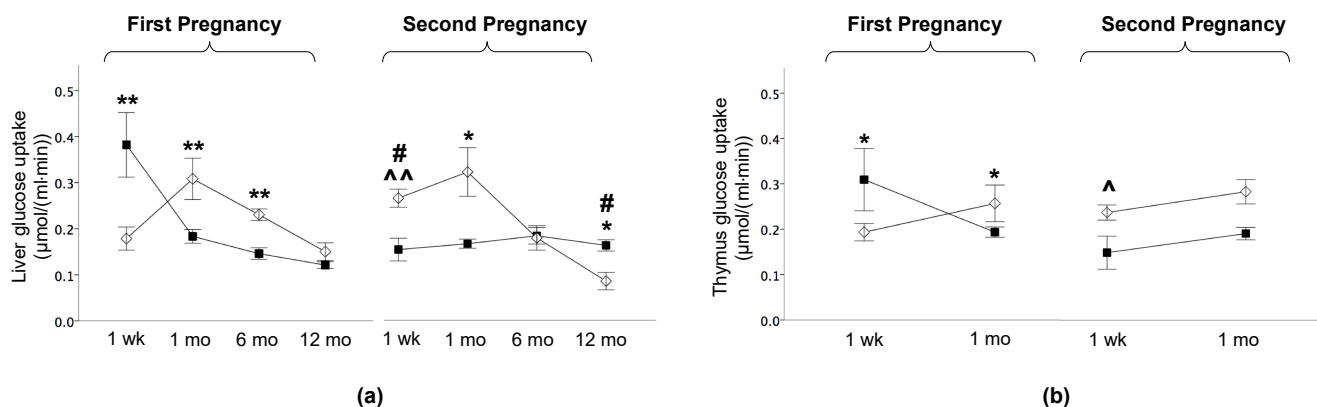 First Pregnancy
Second Pregnancy
Liver glucose uptake
(µmol/(ml·min))
0.5
0.4
0.3
0.2
0.1
0.0
**
**
**
#
^^
*
#
*
1 wk
1 mo
6 mo
12 mo
1 wk
1 mo
6 mo
12 mo
(a)
First Pregnancy
Second Pregnancy
Thymus glucose uptake
(µmol/(ml·min))
0.5
0.4
0.3
0.2
0.1
0.0
*
*
^
1 wk
1 mo
1 wk
1 mo
(b)